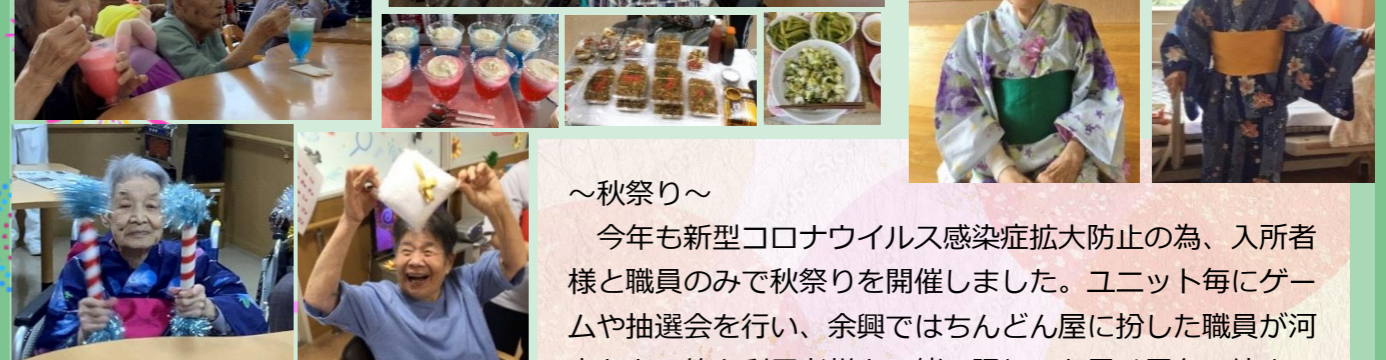 ～秋祭り～
今年も新型コロナウイルス感染症拡大防止の為、入所者
様と職員のみで秋祭りを開催しました。ユニット毎にゲー
ムや抽選会を行い、余興ではちんどん屋に扮した職員が河